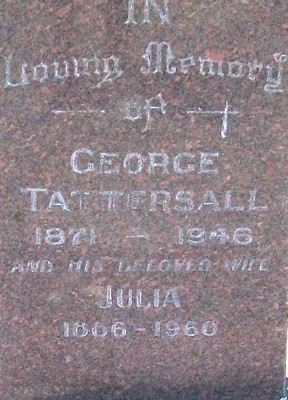 IN
Loving Memory
of
GEORGE
TATTERSALL
1871 - 1946
AND HIS BELOVED WIFE
JULIA
1866-1960